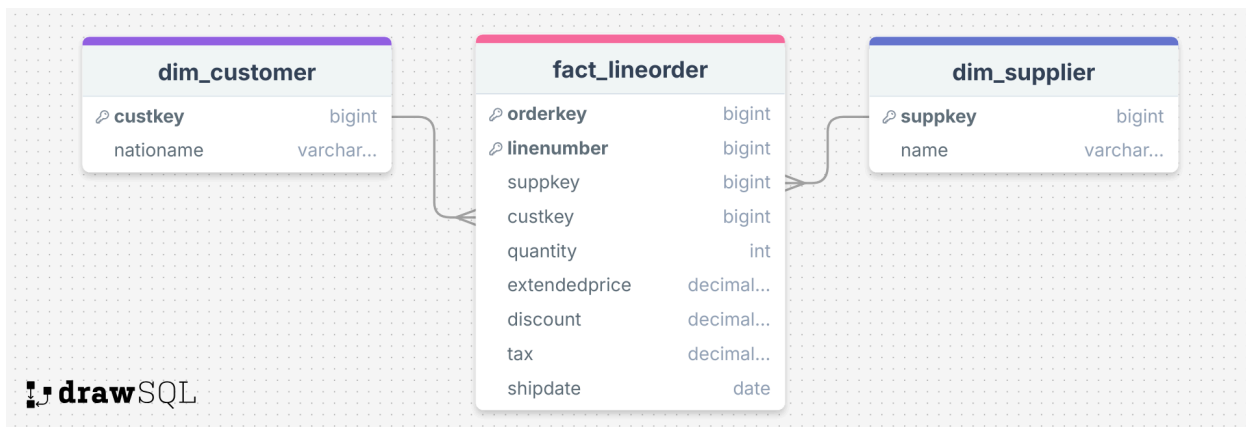 dim_customer
custkey bigint
nationame varchar...
fact_lineorder
orderkey bigint
linenumber bigint
suppkey bigint
custkey bigint
quantity int
extendedprice decimal...
discount decimal...
tax decimal...
shipdate date
dim_supplier
suppkey bigint
name varchar...
drawSQL